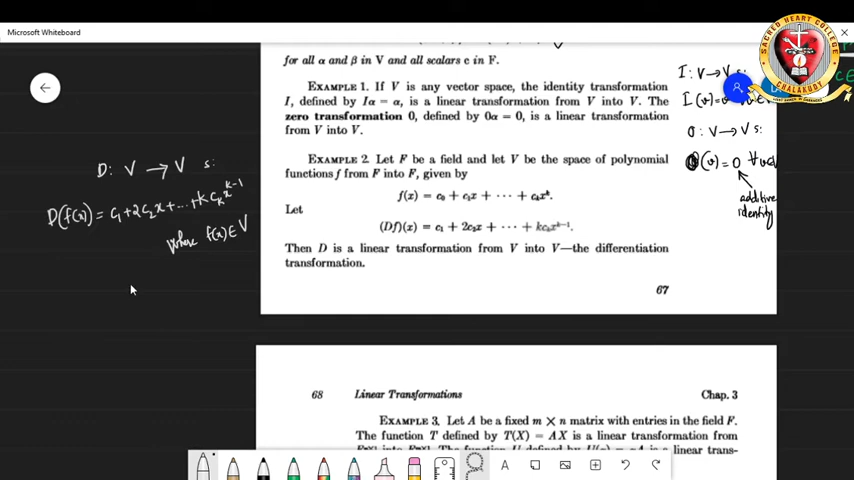 Microsoft Whiteboard
for all α and β in V and all scalars c in F.
EXAMPLE 1. If V is any vector space, the identity transformation
I, defined by Iα = α, is a linear transformation from V into V. The
zero transformation 0, defined by 0α = 0, is a linear transformation
from V into V.
EXAMPLE 2. Let F be a field and let V be the space of polynomial
functions f from F into F, given by
f(x) = c₀ + c₁x + ··· + cₖxᵏ.
Let
(Df)(x) = c₁ + 2c₂x + ··· + kcₖxᵏ⁻¹.
Then D is a linear transformation from V into V—the differentiation
transformation.
67
D: V → V s:
D(f(x) = c₁+2c₂x+...+k cₖ xᵏ⁻¹
where f(x)∈V
I: V→V s:
0: V→V s:
(v)=0
additive
identity
SACRED HEART COLLEGE
CHALAKUDY
68 Linear Transformations Chap. 3
EXAMPLE 3. Let A be a fixed m × n matrix with entries in the field F.
The function T defined by T(X) = AX is a linear transformation from
linear trans-
A